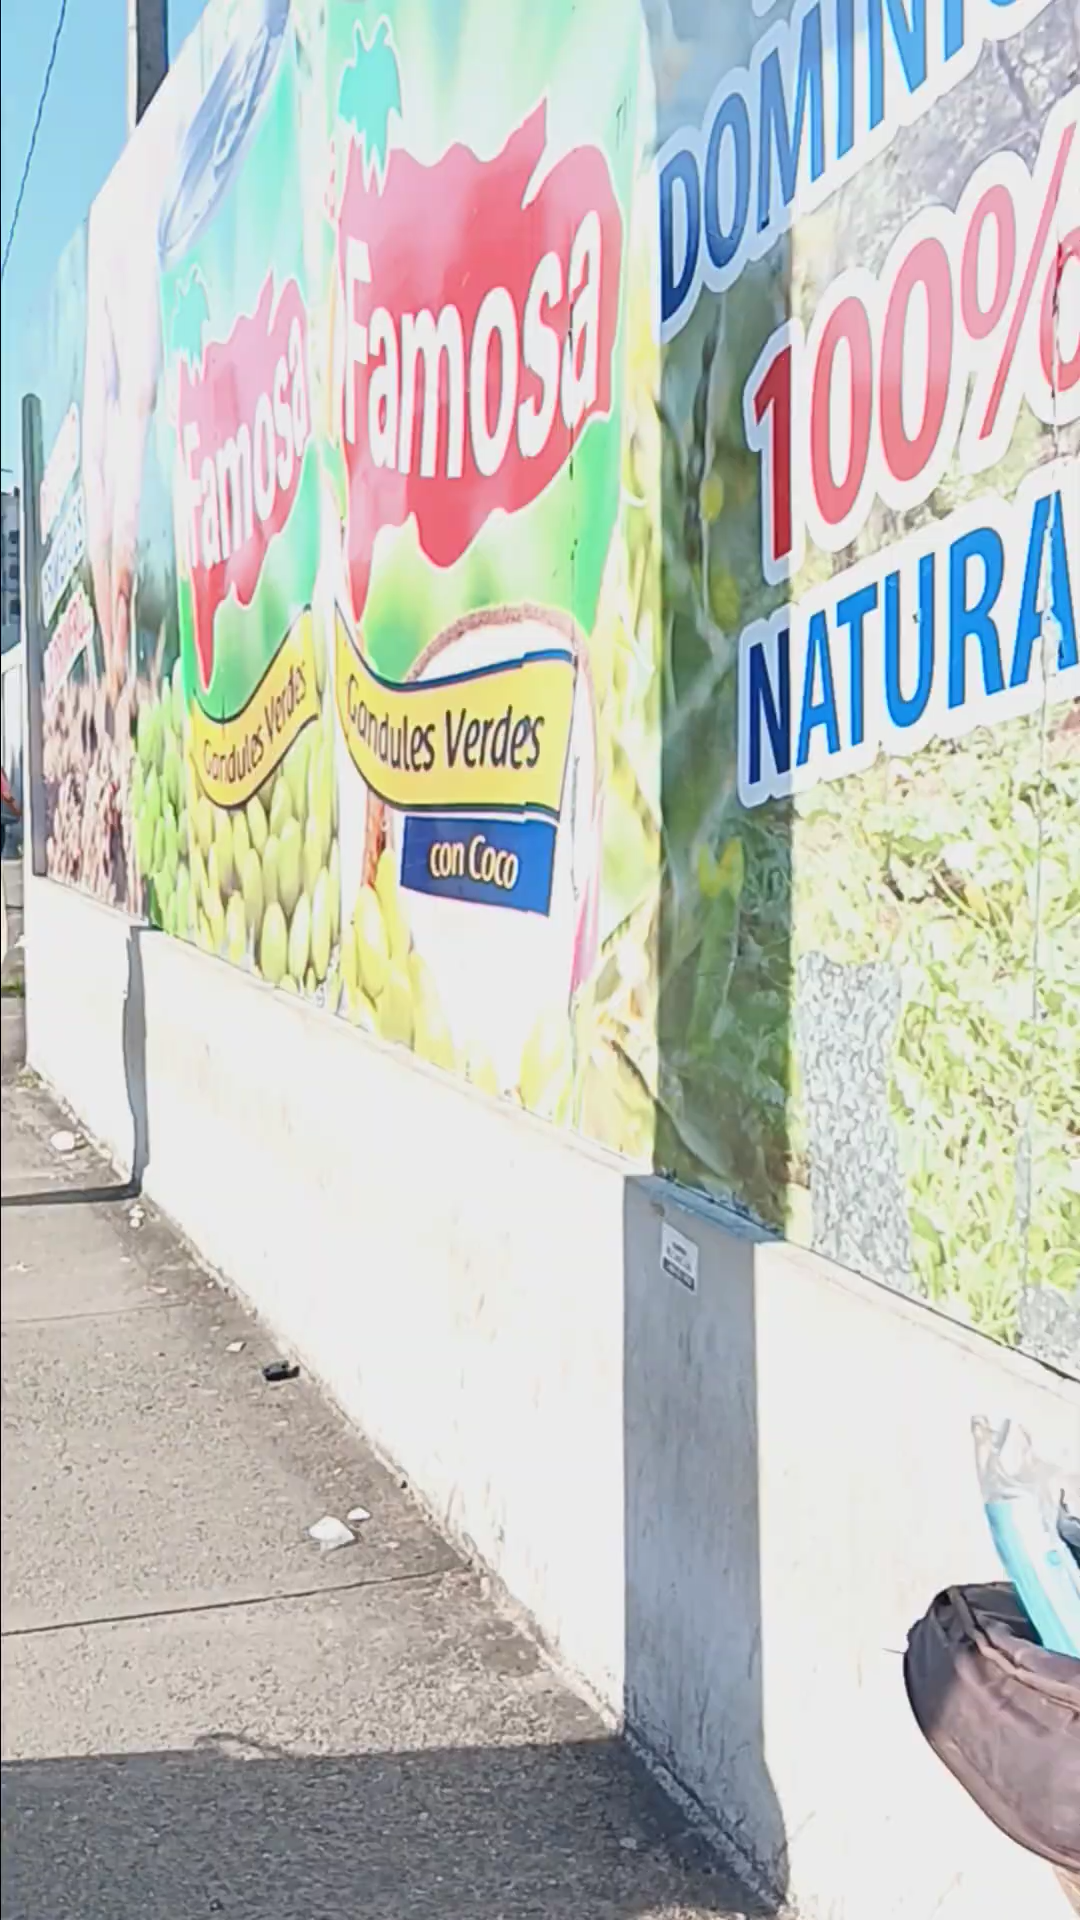 Famosa
Gandules Verdes
Famosa
Gandules Verdes
con Coco
DOMINI
100%
NATURA